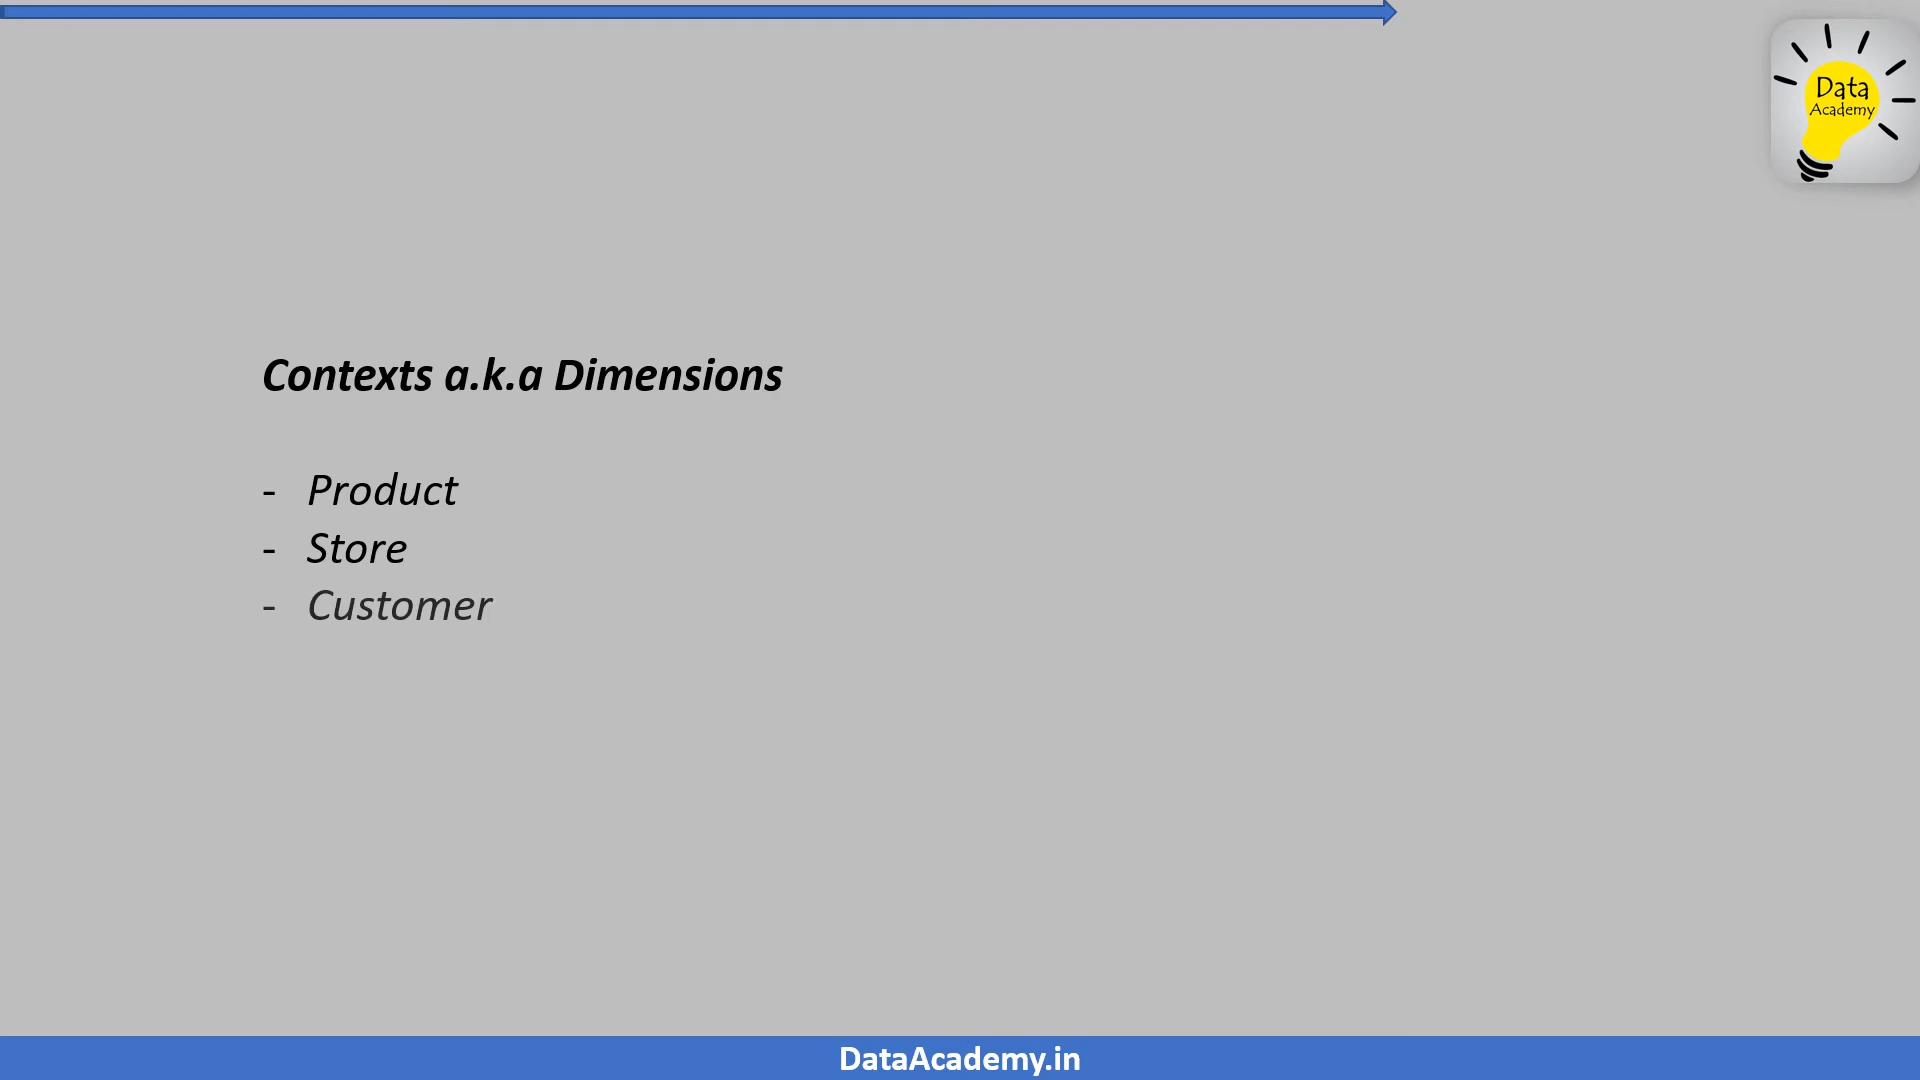 Data
Academy
Contexts a.k.a Dimensions
- Product
- Store
- Customer
DataAcademy.in